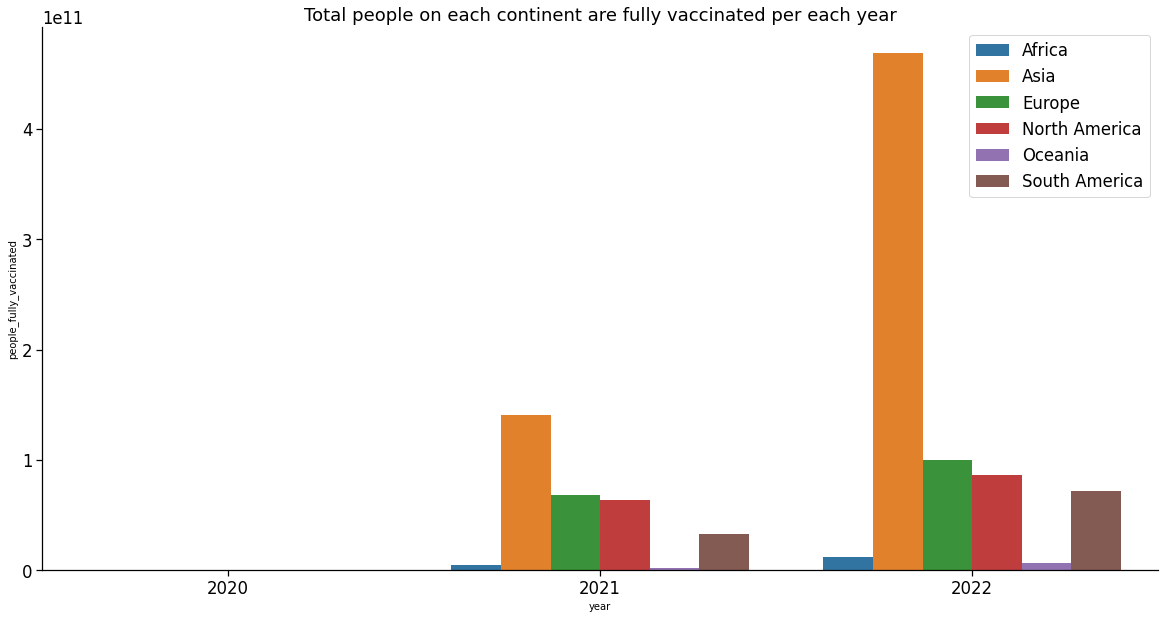 Total people on each continent are fully vaccinated per each year
1e11
4
3
2
1
0
people_fully_vaccinated
2020
2021
2022
year
Africa
Asia
Europe
North America
Oceania
South America